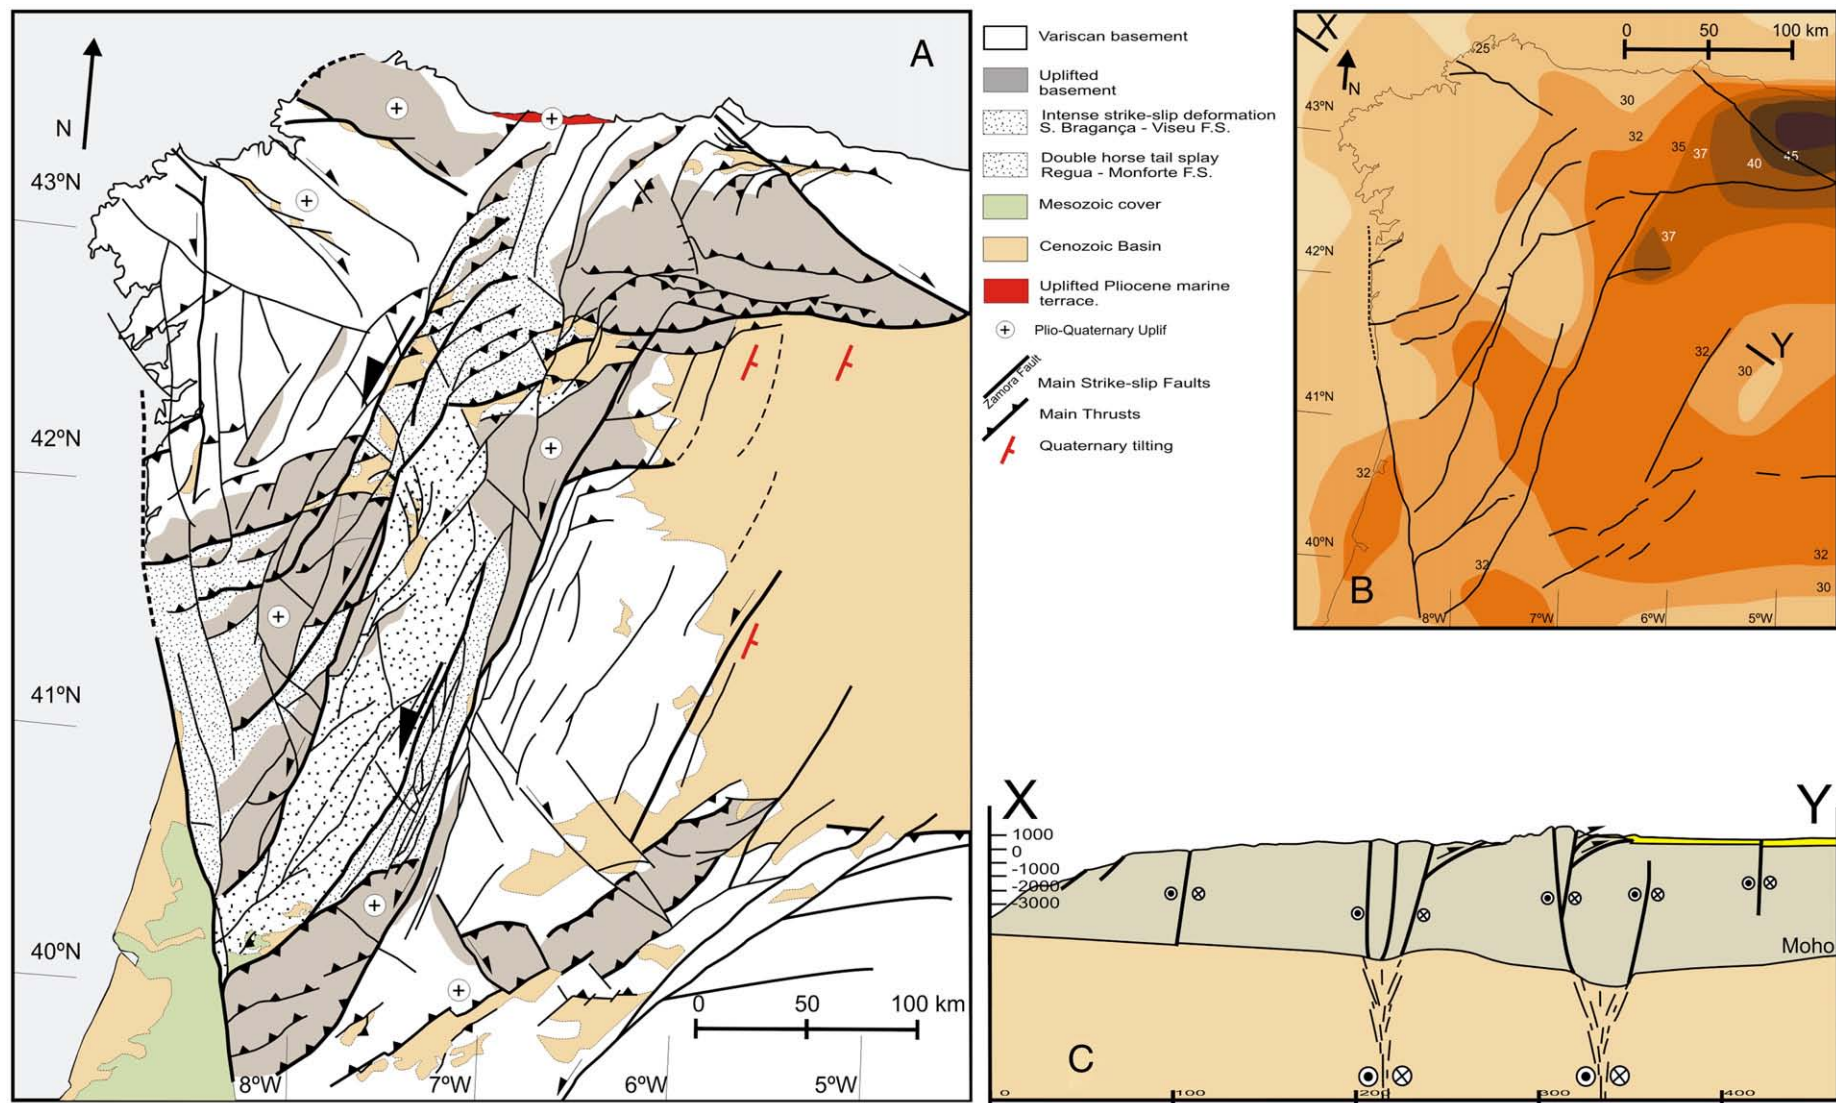 A
N
43ºN
42ºN
41ºN
40ºN
8ºW
7ºW
6ºW
5ºW
0 50 100 km
Variscan basement
Uplifted
basement
Intense strike-slip deformation
S. Bragança - Viseu F.S.
Double horse tail splay
Regua - Monforte F.S.
Mesozoic cover
Cenozoic Basin
Uplifted Pliocene marine
terrace.
Plio-Quaternary Uplif
Zamora Fault
Main Strike-slip Faults
Main Thrusts
Quaternary tilting
X
N
0 50 100 km
25
43ºN
30
32
35
37
40
45
42ºN
37
32
Y
30
41ºN
32
40ºN
32
32
30
B
8ºW
7ºW
6ºW
5ºW
X
Y
1000
0
-1000
-2000
-3000
Moho
C
0
100
200
300
400